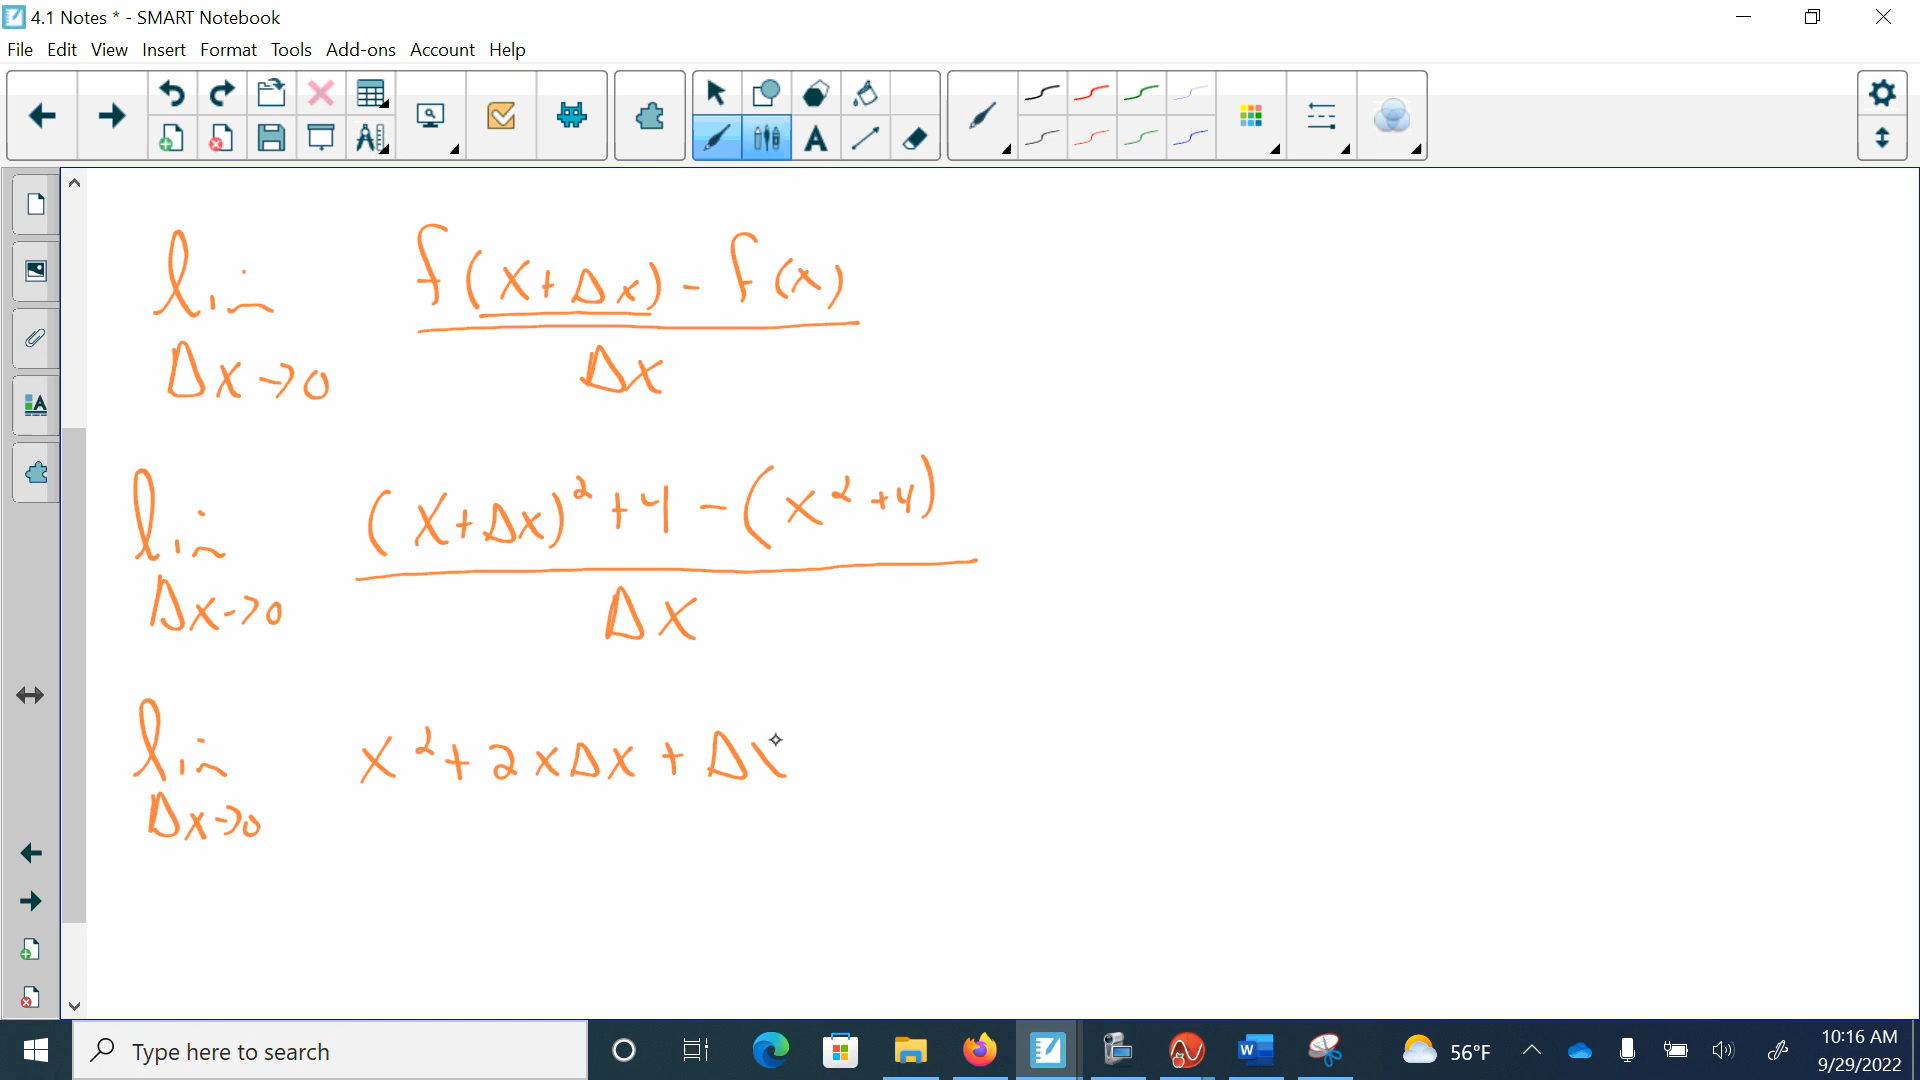 4.1 Notes * - SMART Notebook
File Edit View Insert Format Tools Add-ons Account Help
lim f(x+Δx) - f(x)
Δx→0 Δx
lim (x+Δx)² + 4 - (x² + 4)
Δx→0 Δx
lim x² + 2xΔx + Δ
Δx→0
Type here to search
56°F
10:16 AM
9/29/2022